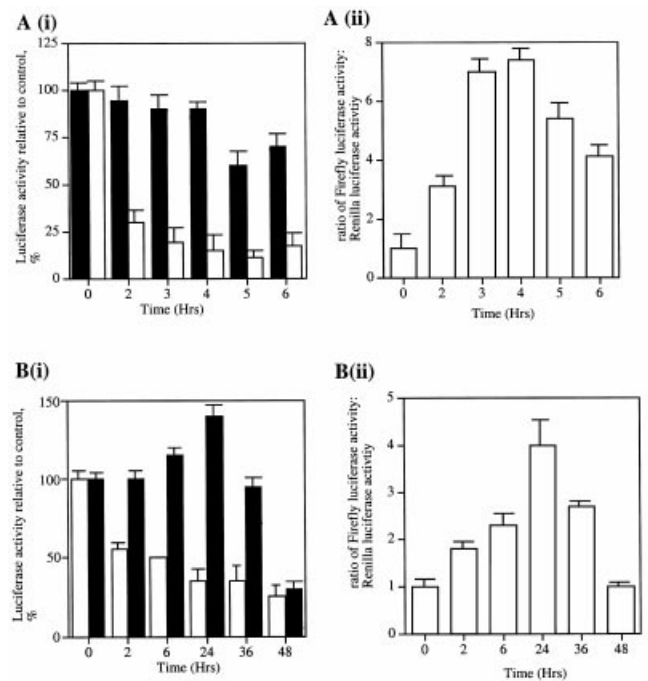 A (i)
Luciferase activity relative to control,
%
125
100
75
50
25
0
0 2 3 4 5 6
Time (Hrs)
A (ii)
ratio of Firefly luciferase activity:
Renilla luciferase activtiy
8
6
4
2
0
0 2 3 4 5 6
Time (Hrs)
B(i)
Luciferase activity relative to control,
%
150
100
50
0
0 2 6 24 36 48
Time (Hrs)
B(ii)
ratio of Firefly luciferase activity:
Renilla luciferase activtiy
5
4
3
2
1
0
0 2 6 24 36 48
Time (Hrs)